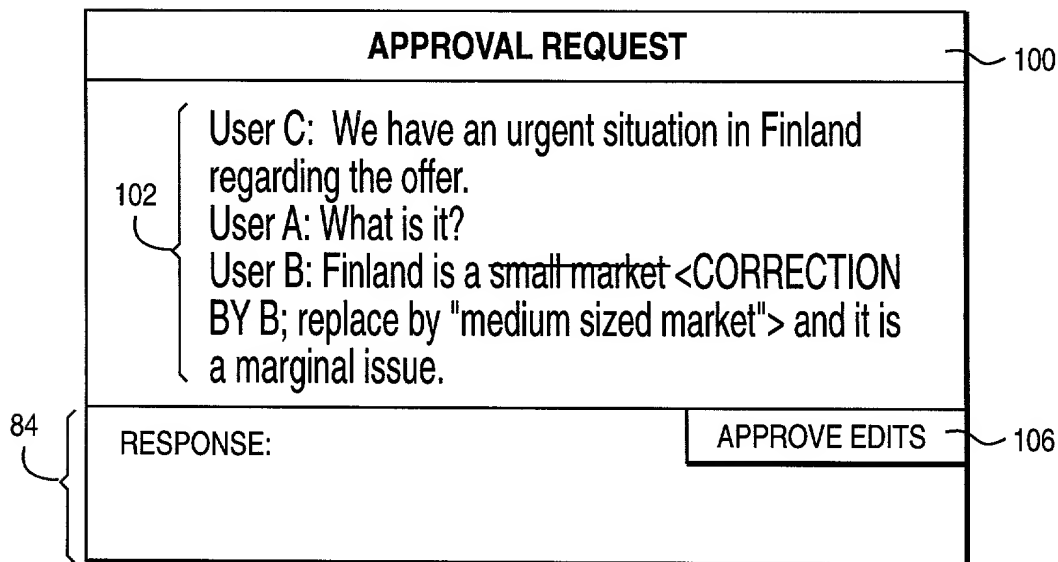 APPROVAL REQUEST
100
User C: We have an urgent situation in Finland
regarding the offer.
102
User A: What is it?
User B: Finland is a small market <CORRECTION
BY B; replace by "medium sized market"> and it is
a marginal issue.
84
RESPONSE:
APPROVE EDITS
106